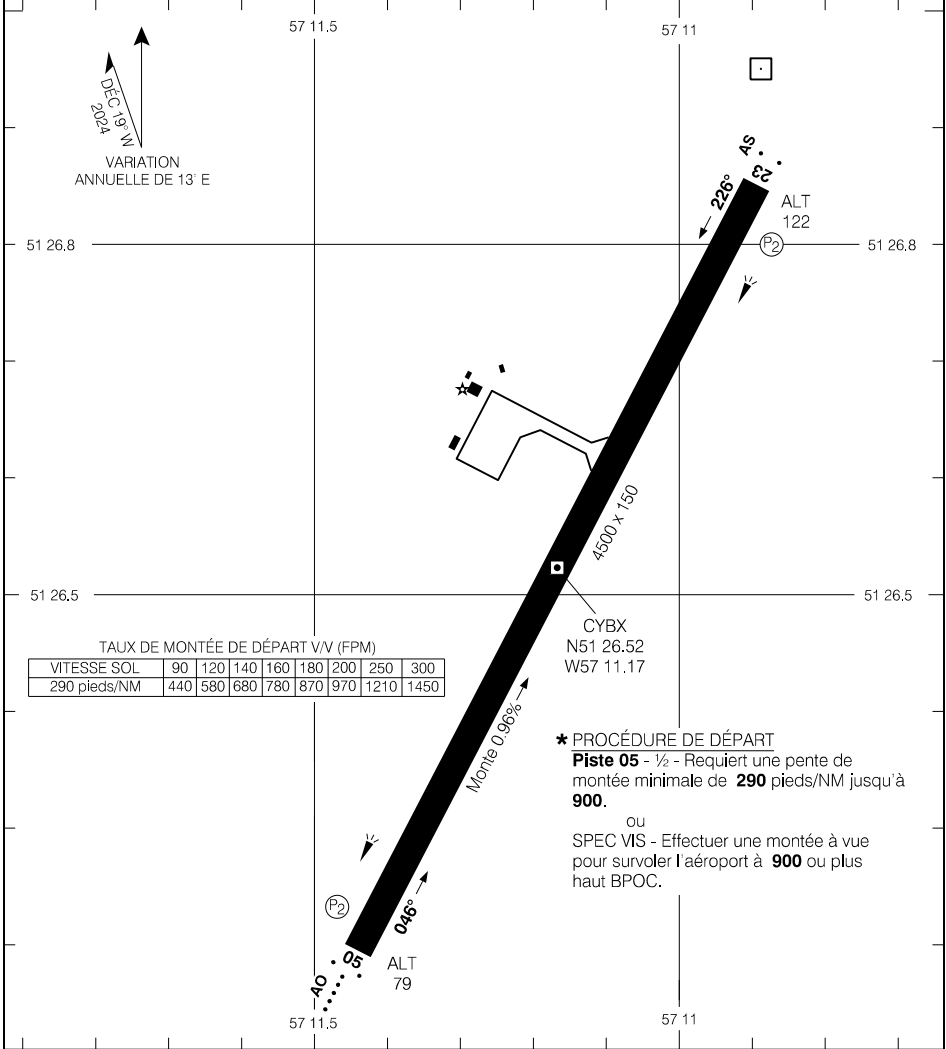 57 11.5
57 11
DÉC 19° W
2024
VARIATION
ANNUELLE DE 13' E
AS
23
226°
ALT
122
51 26.8
P2
51 26.8
4500 x 150
51 26.5
51 26.5
CYBX
N51 26.52
W57 11.17
TAUX DE MONTÉE DE DÉPART V/V (FPM)
VITESSE SOL 90 120 140 160 180 200 250 300
290 pieds/NM 440 580 680 780 870 970 1210 1450
Monte 0.96%
* PROCÉDURE DE DÉPART
Piste 05 - ½ - Requiert une pente de
montée minimale de 290 pieds/NM jusqu'à
900.
ou
SPEC VIS - Effectuer une montée à vue
pour survoler l'aéroport à 900 ou plus
haut BPOC.
P2
046°
05
AO
ALT
79
57 11.5
57 11